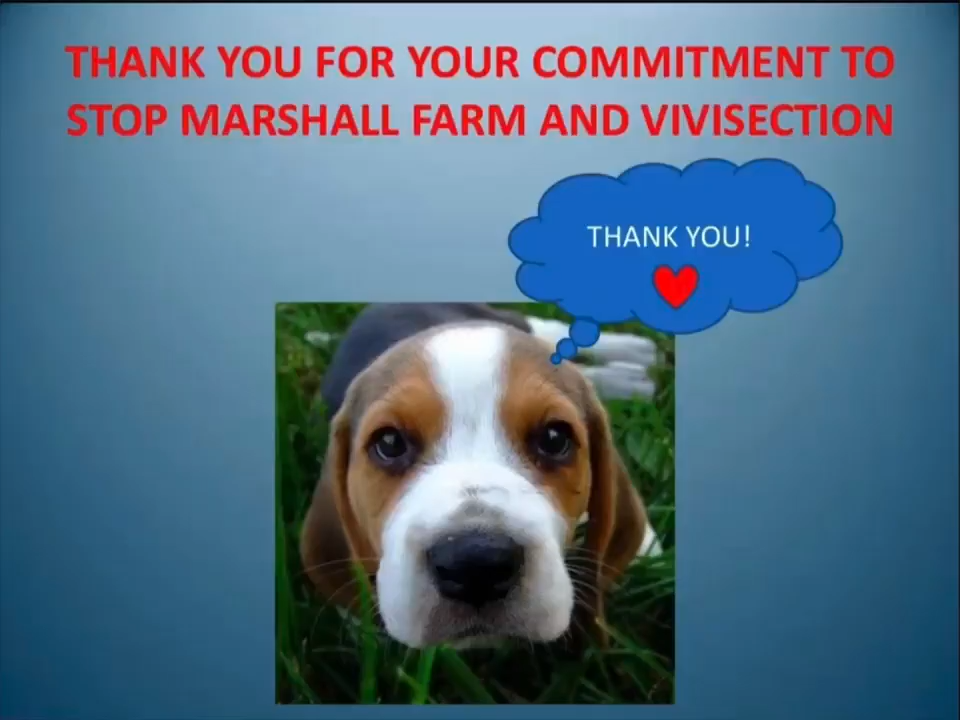 THANK YOU FOR YOUR COMMITMENT TO
STOP MARSHALL FARM AND VIVISECTION
THANK YOU!